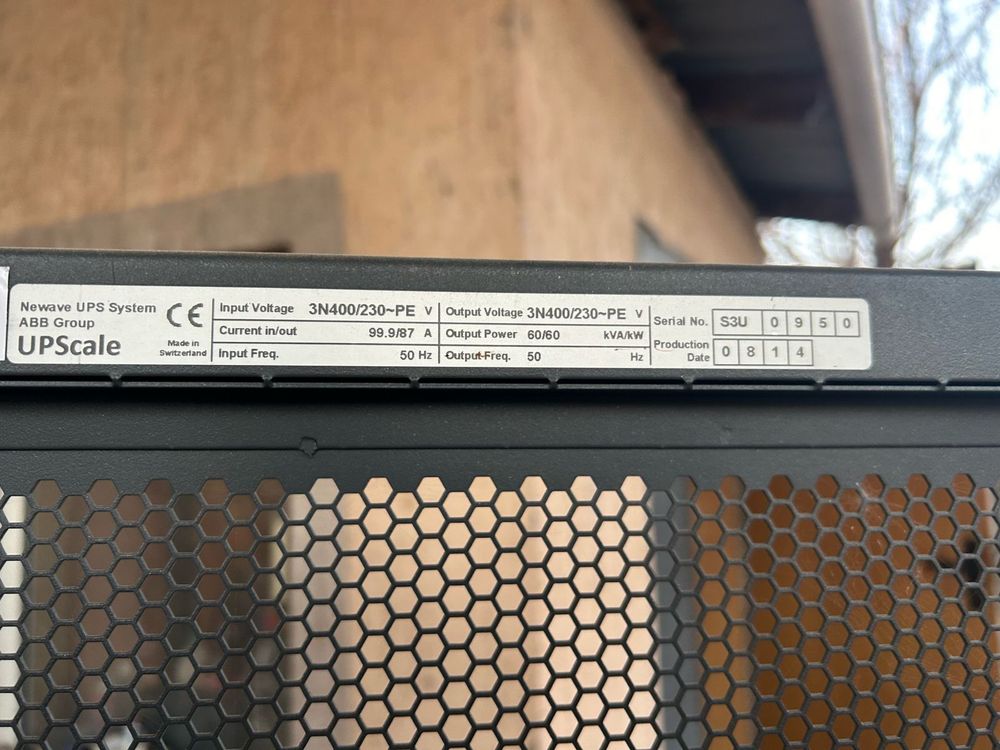 Newave UPS System
ABB Group
UPScale
CE
Made in
Switzerland
Input Voltage 3N400/230~PE V
Current in/out 99.9/87 A
Input Freq. 50 Hz
Output Voltage 3N400/230~PE V
Output Power 60/60 kVA/kW
Output Freq. 50 Hz
Serial No. S3U 0 9 5 0
Production
Date 0 8 1 4